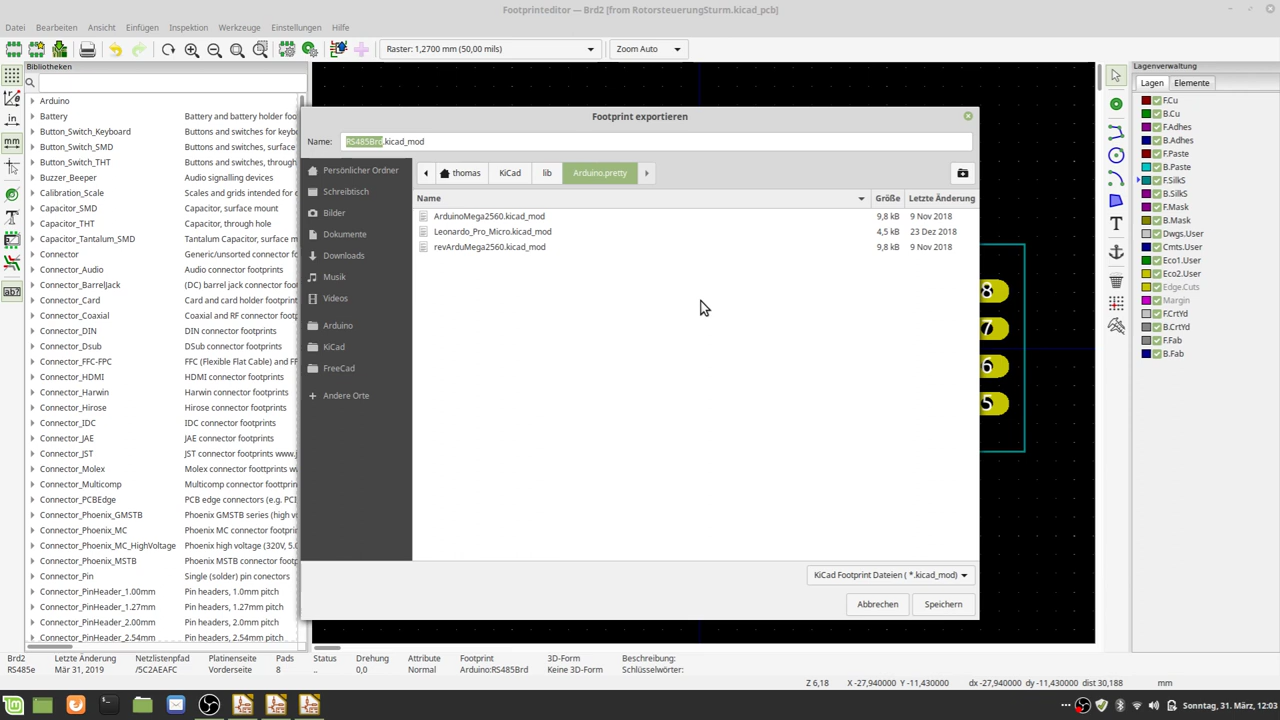 Footprinteditor — Brd2 [from RotorsteuerungSturm.kicad_pcb]
Datei Bearbeiten Ansicht Einfügen Inspektion Werkzeuge Einstellungen Hilfe
Raster: 1,2700 mm (50,00 mils) Zoom Auto
Bibliotheken
Arduino
Battery Battery and battery holder foo
Button_Switch_Keyboard Buttons and switches for keyb
Button_Switch_SMD Buttons and switches, surface
Button_Switch_THT Buttons and switches, through
Buzzer_Beeper Audio signalling devices
Calibration_Scale Scales and grids intended for c
Capacitor_SMD Capacitor, surface mount
Capacitor_THT Capacitor, through hole
Capacitor_Tantalum_SMD Tantalum Capacitor, surface m
Connector Generic/unsorted connector fo
Connector_Audio Audio connector footprints
Connector_BarrelJack (DC) barrel jack connector foot
Connector_Card Card and card holder footprint
Connector_Coaxial Coaxial and RF connector footp
Connector_DIN DIN connector footprints
Connector_Dsub DSub connector footprints
Connector_FFC-FPC FFC (Flexible Flat Cable) and FP
Connector_HDMI HDMI connector footprints
Connector_Harwin Harwin connector footprints
Connector_Hirose Hirose connector footprints
Connector_IDC IDC connector footprints
Connector_JAE JAE connector footprints
Connector_JST JST connector footprints www.j
Connector_Molex Molex connector foottprints w
Connector_Multicomp Multicomp connector footprint
Connector_PCBEdge PCB edge connectors (e.g. PCI
Connector_Phoenix_GMSTB Phoenix GMSTB series (high v
Connector_Phoenix_MC Phoenix MC connector footpri
Connector_Phoenix_MC_HighVoltage Phoenix high voltage (320V, 5.0
Connector_Phoenix_MSTB Phoenix MSTB connector footp
Connector_Pin Single (solder) pin conectors
Connector_PinHeader_1.00mm Pin headers, 1.0mm pitch
Connector_PinHeader_1.27mm Pin headers, 1.27mm pitch
Connector_PinHeader_2.00mm Pin headers, 2.0mm pitch
Connector_PinHeader_2.54mm Pin headers, 2.54mm pitch
Footprint exportieren
Name: RS485Brd.kicad_mod
Persönlicher Ordner
Schreibtisch
Bilder
Dokumente
Downloads
Musik
Videos
Arduino
KiCad
FreeCad
Andere Orte
thomas KiCad lib Arduino.pretty
Name Größe Letzte Änderung
ArduinoMega2560.kicad_mod 9,8 kB 9 Nov 2018
Leonardo_Pro_Micro.kicad_mod 4,5 kB 23 Dez 2018
revArduMega2560.kicad_mod 9,8 kB 9 Nov 2018
KiCad Footprint Dateien ( *.kicad_mod)
Abbrechen Speichern
8
7
6
5
Lagenverwaltung
Lagen Elemente
F.Cu
B.Cu
F.Adhes
B.Adhes
F.Paste
B.Paste
F.SilkS
B.SilkS
F.Mask
B.Mask
Dwgs.User
Cmts.User
Eco1.User
Eco2.User
Edge.Cuts
Margin
F.CrtYd
B.CrtYd
F.Fab
B.Fab
Brd2 Letzte Änderung Netzlistenpfad Platinenseite Pads Status Drehung Attribute Footprint 3D-Form Beschreibung:
RS485e Mär 31, 2019 /5C2AEAFC Vorderseite 8 .. 0,0 Normal Arduino:RS485Brd Keine 3D-Form Schlüsselwörter:
Z 6,18 X -27,940000 Y -11,430000 dx -27,940000 dy -11,430000 dist 30,188 mm
Sonntag, 31. März, 12:03